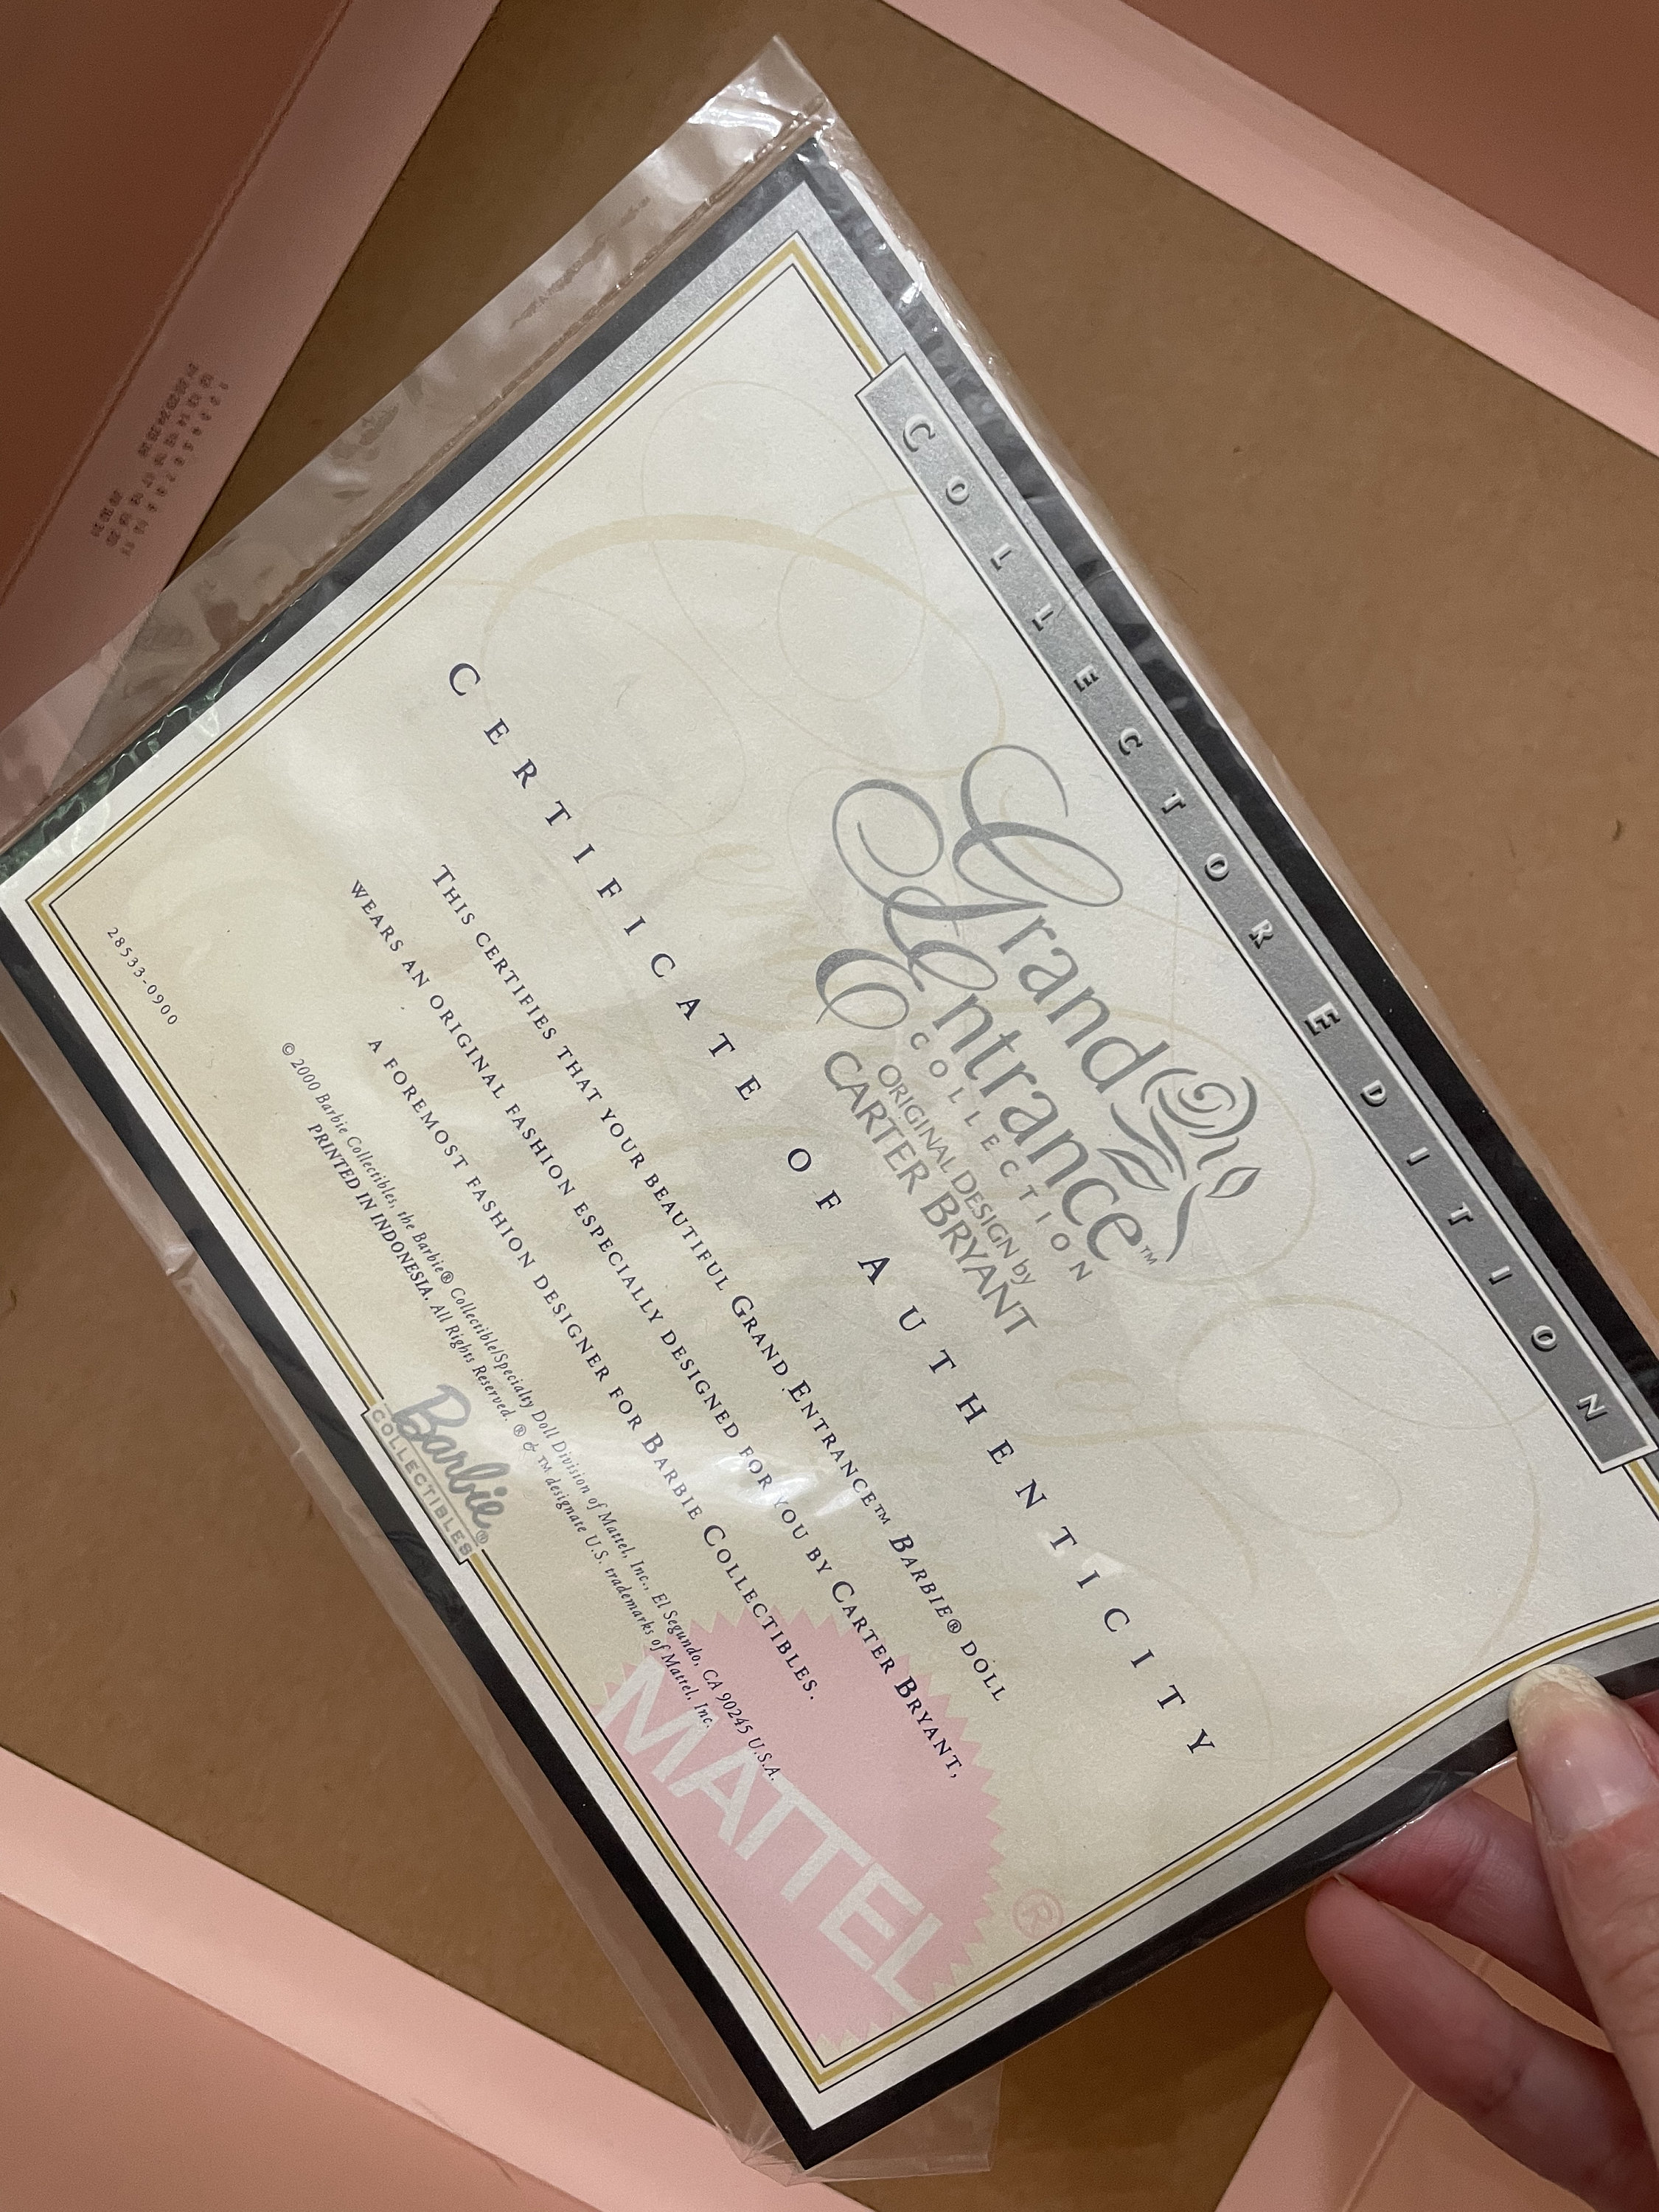 COLLECTOR EDITION
Grand
Entrance™
COLLECTION
ORIGINAL DESIGN by
CARTER BRYANT
CERTIFICATE OF AUTHENTICITY
THIS CERTIFIES THAT YOUR BEAUTIFUL GRAND ENTRANCE™ BARBIE® DOLL
WEARS AN ORIGINAL FASHION ESPECIALLY DESIGNED FOR YOU BY CARTER BRYANT,
A FOREMOST FASHION DESIGNER FOR BARBIE COLLECTIBLES.
© 2000 Barbie Collectibles, the Barbie® Collectible/Specialty Doll Division of Mattel, Inc., El Segundo, CA 90245 U.S.A.
PRINTED IN INDONESIA. All Rights Reserved. ® & ™ designate U.S. trademarks of Mattel, Inc.
28533-0900
Barbie®
COLLECTIBLES
MATTEL
®